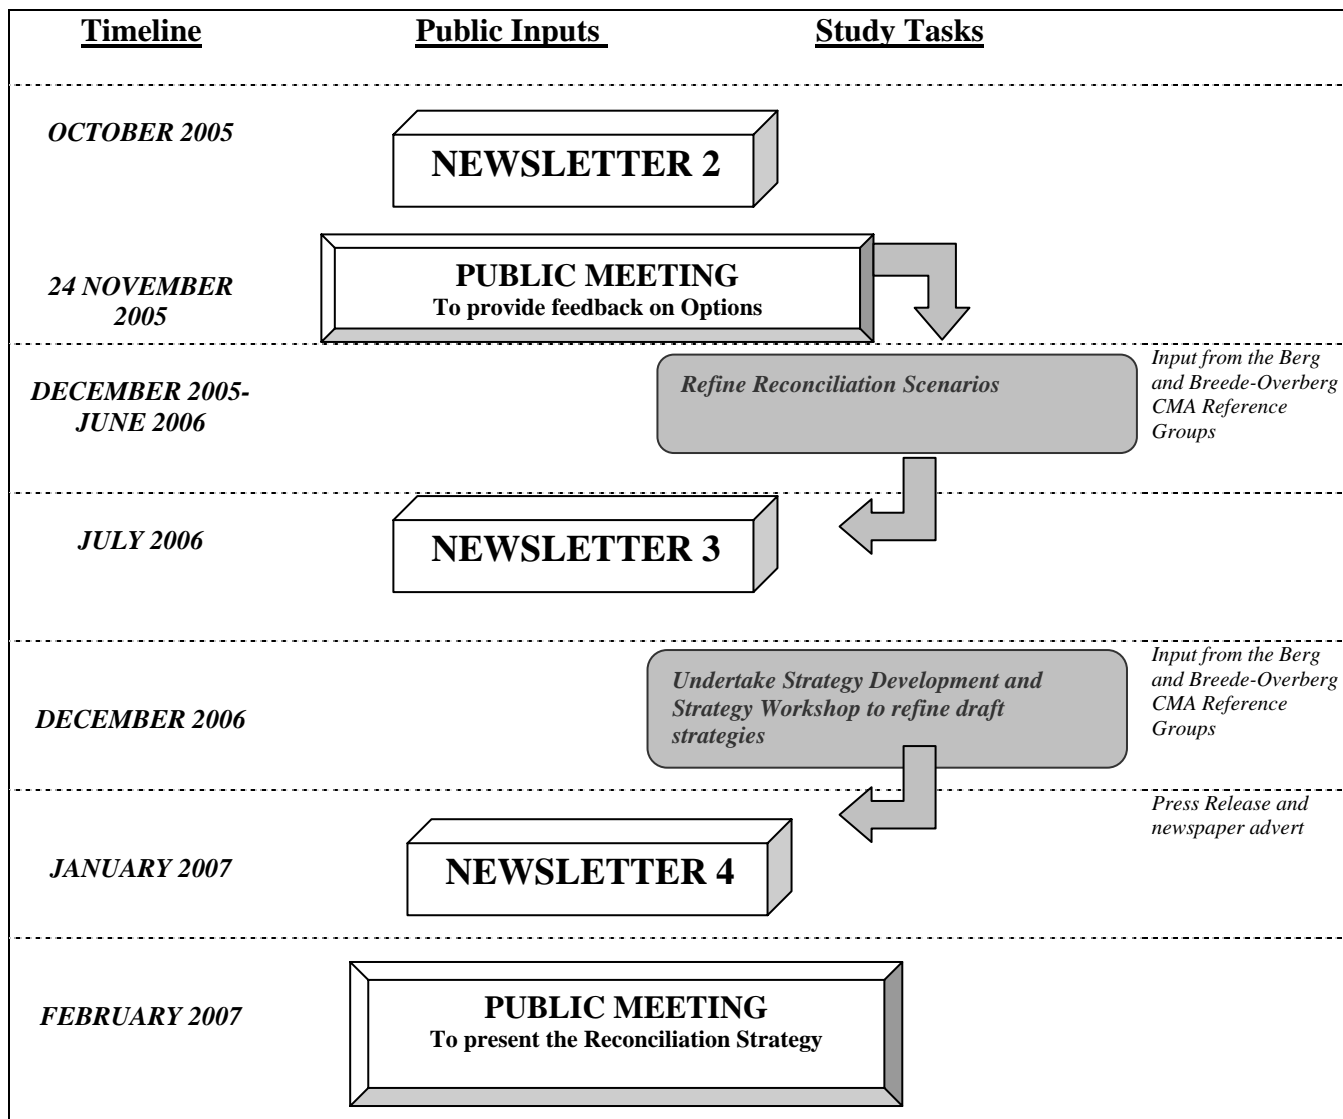 Timeline Public Inputs Study Tasks
OCTOBER 2005
NEWSLETTER 2
24 NOVEMBER
2005
PUBLIC MEETING
To provide feedback on Options
DECEMBER 2005-
JUNE 2006
Refine Reconciliation Scenarios
Input from the Berg
and Breede-Overberg
CMA Reference
Groups
JULY 2006
NEWSLETTER 3
DECEMBER 2006
Undertake Strategy Development and
Strategy Workshop to refine draft
strategies
Input from the Berg
and Breede-Overberg
CMA Reference
Groups
Press Release and
newspaper advert
JANUARY 2007
NEWSLETTER 4
FEBRUARY 2007
PUBLIC MEETING
To present the Reconciliation Strategy